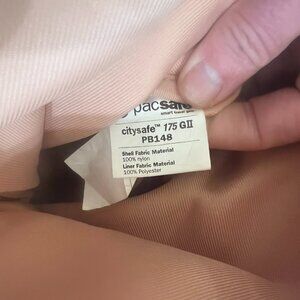 pacsafe
smart travel gear
citysafe™ 175 GII
PB148
Shell Fabric Material
100% nylon
Liner Fabric Material
100% Polyester